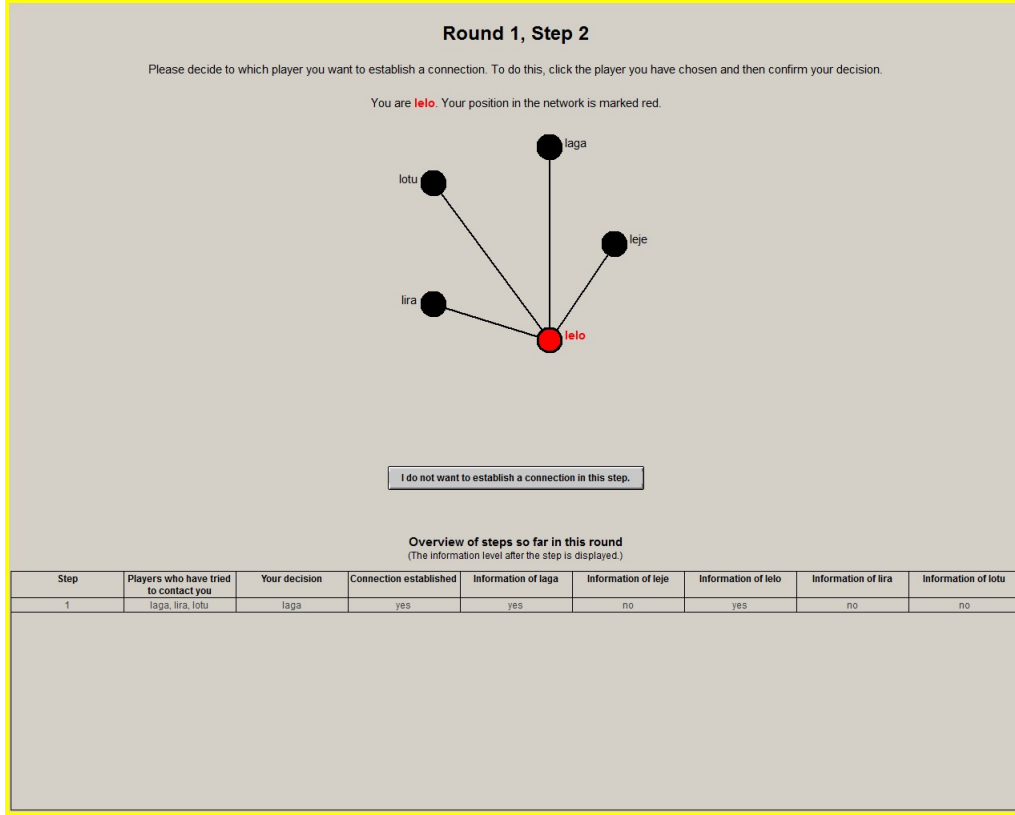 Round 1, Step 2
Please decide to which player you want to establish a connection. To do this, click the player you have chosen and then confirm your decision.
You are lelo. Your position in the network is marked red.
laga
lotu
leje
lira
lelo
I do not want to establish a connection in this step.
Overview of steps so far in this round
(The information level after the step is displayed.)
Step Players who have tried to contact you Your decision Connection established Information of laga Information of leje Information of lelo Information of lira Information of lotu
1 laga, lira, lotu laga yes yes no yes no no